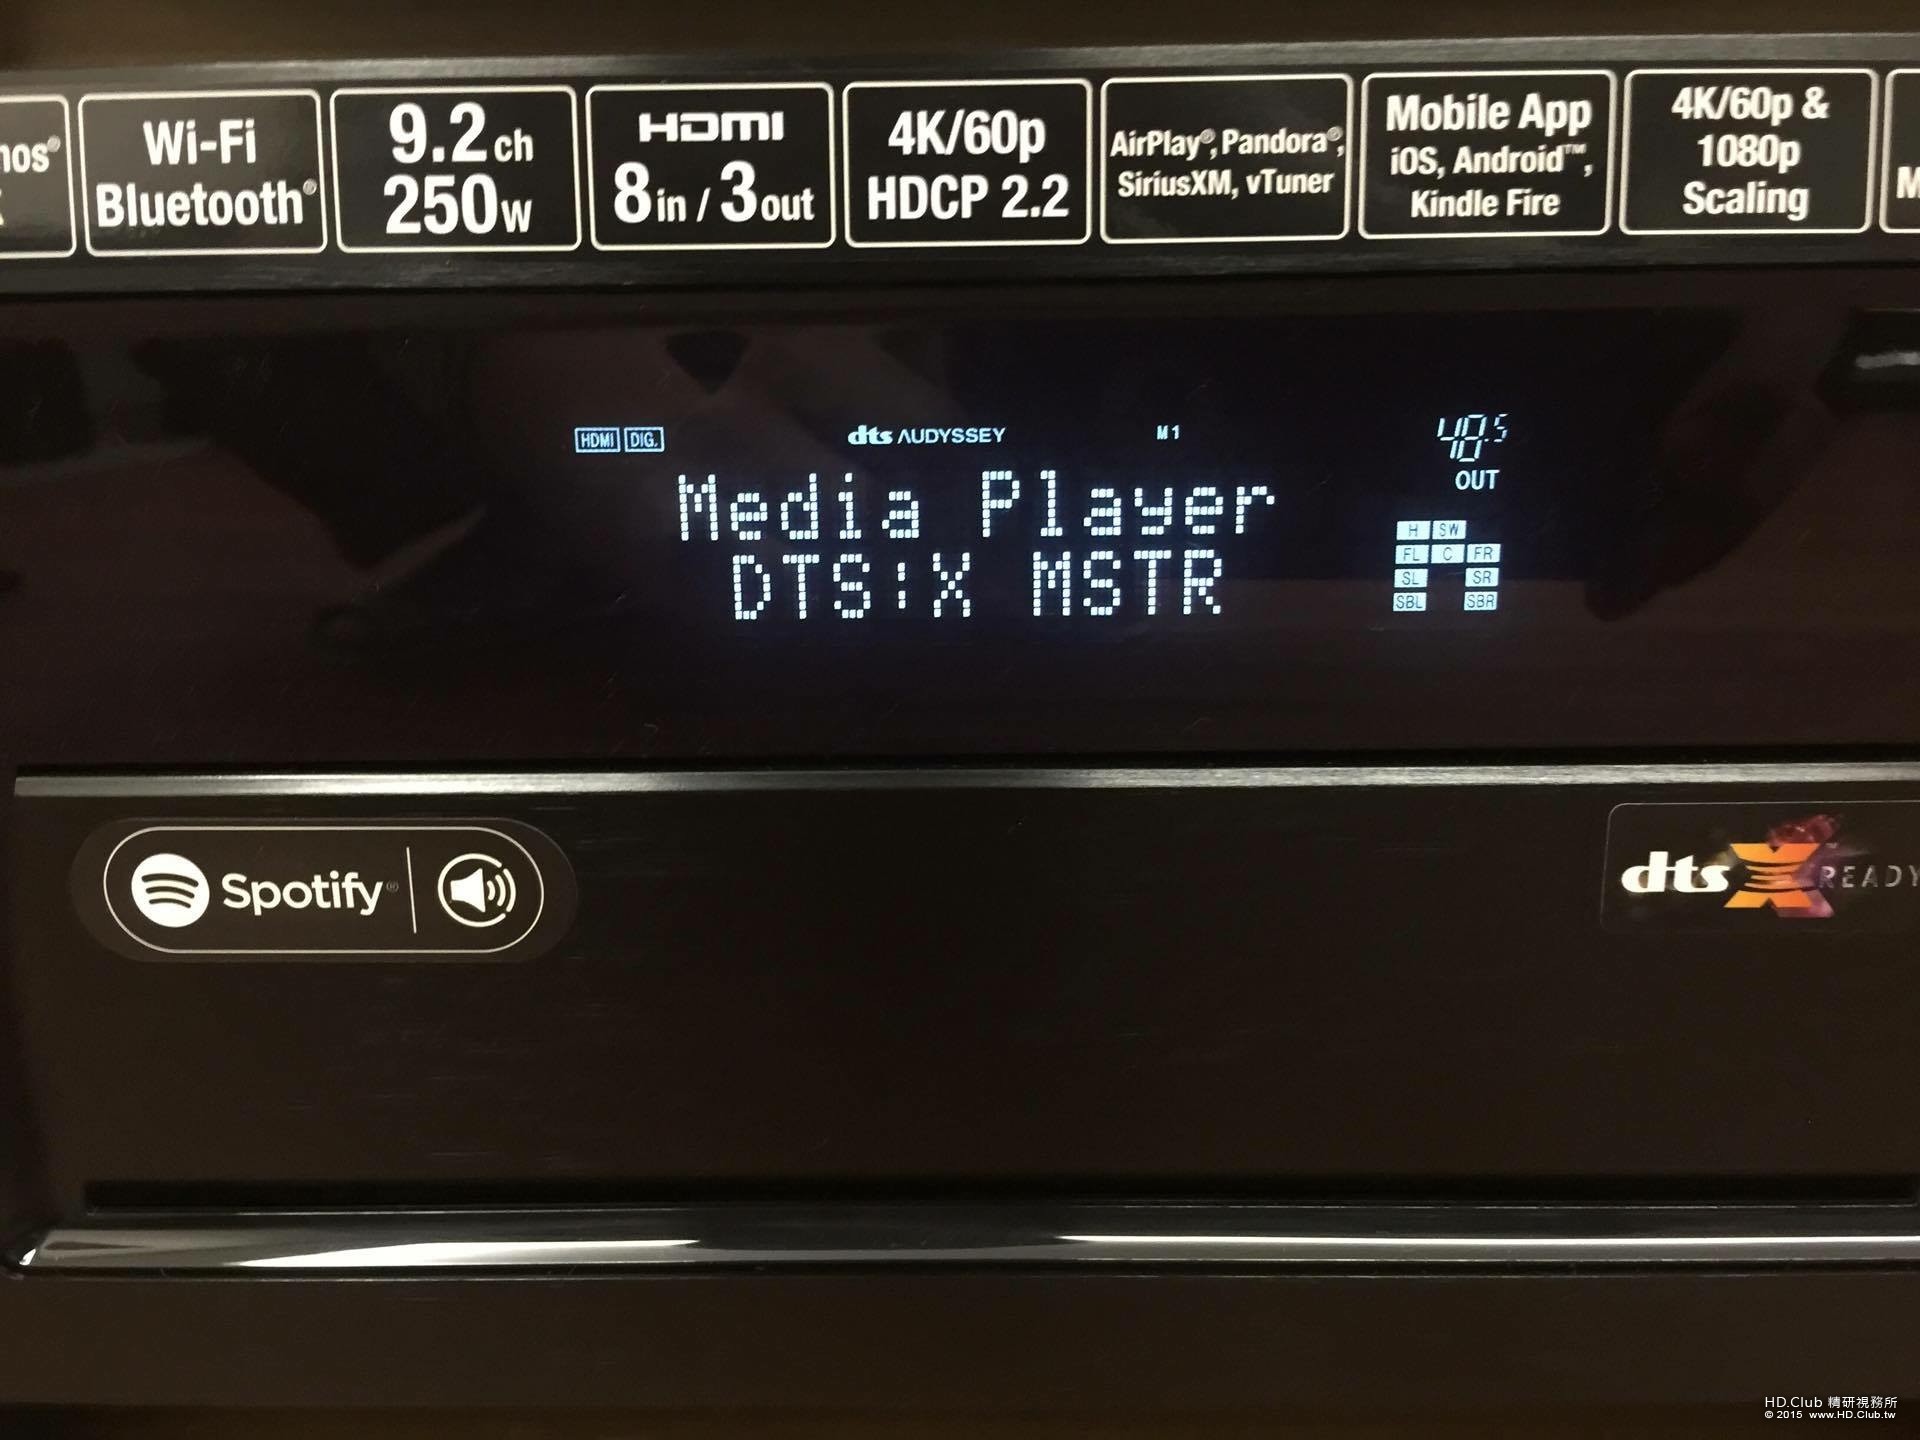 Wi-Fi
Bluetooth®
9.2ch
250W
HDMI
8in / 3out
4K/60p
HDCP 2.2
AirPlay®, Pandora®,
SiriusXM, vTuner
Mobile App
iOS, Android™,
Kindle Fire
4K/60p &
1080p
Scaling
HDMI DIG. dts AUDYSSEY M1 40.5
OUT
Media Player
DTS:X MSTR
H SW
FL C FR
SL SR
SBL SBR
Spotify®
dts X READY
HD.Club 精研視務所
© 2015 www.HD.Club.tw